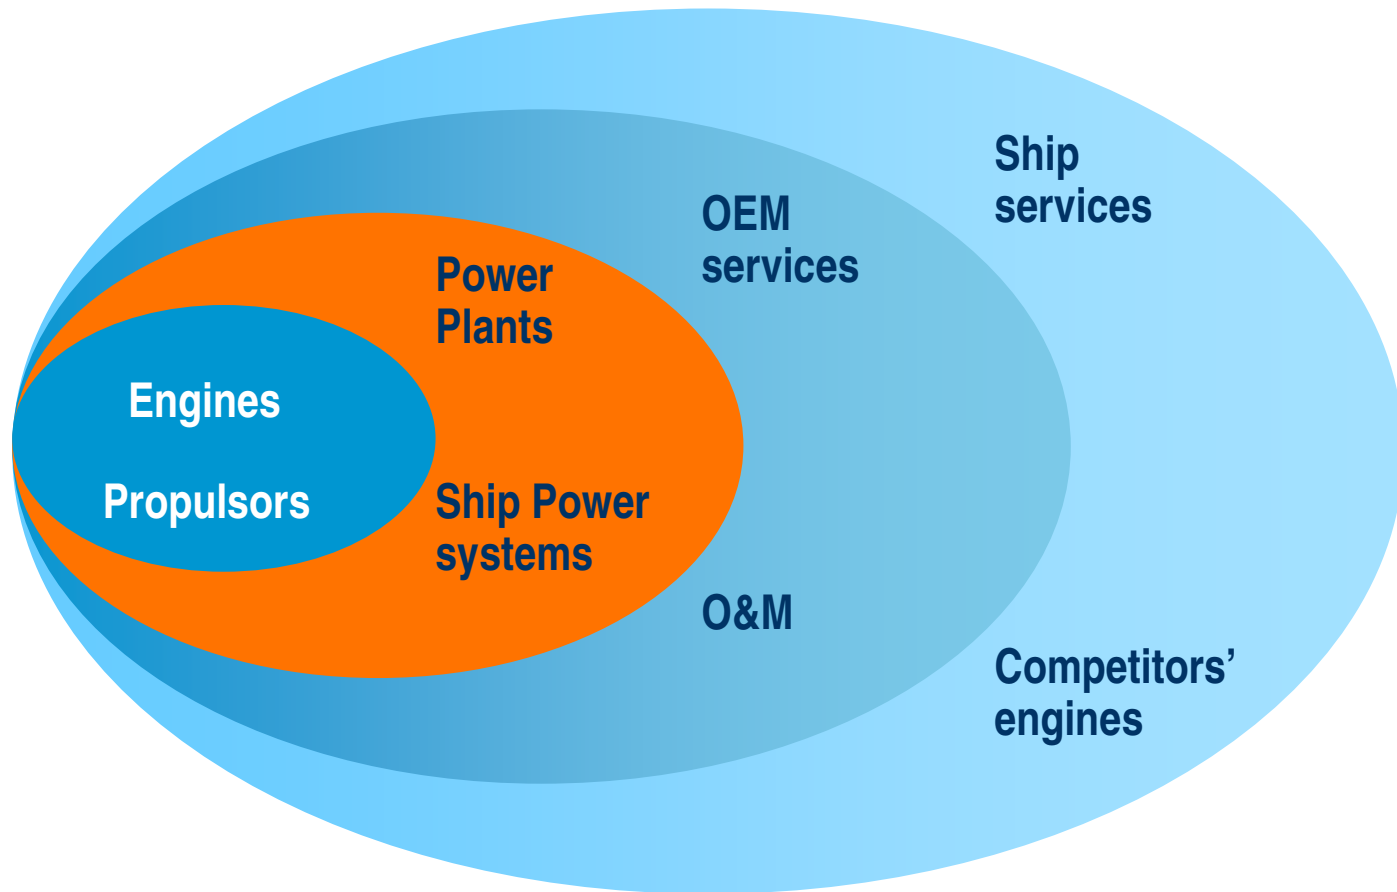 Engines
Propulsors
Power
Plants
Ship Power
systems
OEM
services
O&M
Ship
services
Competitors’
engines